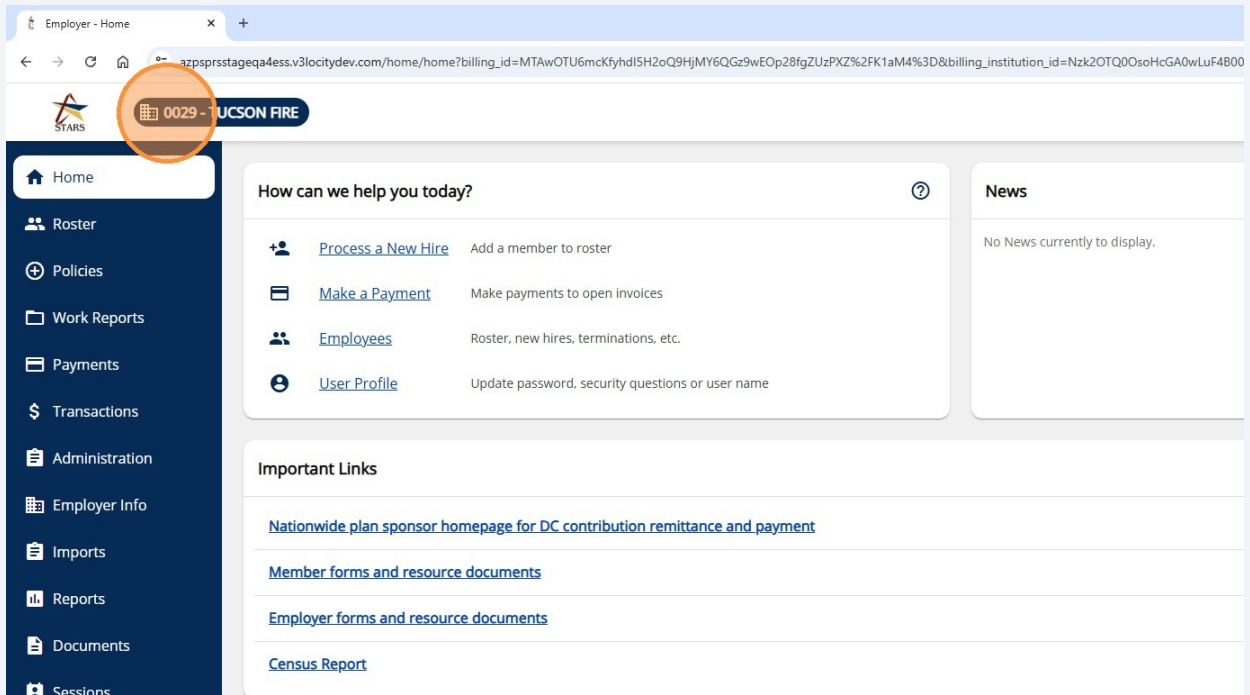 Employer - Home
azpsprsstageqa4ess.v3locitydev.com/home/home?billing_id=MTAwOTU6mcKfyhdI5H2oQ9HjMY6QGz9wEOp28fgZUzPXZ%2FK1aM4%3D&billing_institution_id=Nzk2OTQ0OsoHcGA0wLuF4B00
STARS
0029 - TUCSON FIRE
Home
Roster
Policies
Work Reports
Payments
Transactions
Administration
Employer Info
Imports
Reports
Documents
Sessions
How can we help you today?
Process a New Hire Add a member to roster
Make a Payment Make payments to open invoices
Employees Roster, new hires, terminations, etc.
User Profile Update password, security questions or user name
News
No News currently to display.
Important Links
Nationwide plan sponsor homepage for DC contribution remittance and payment
Member forms and resource documents
Employer forms and resource documents
Census Report